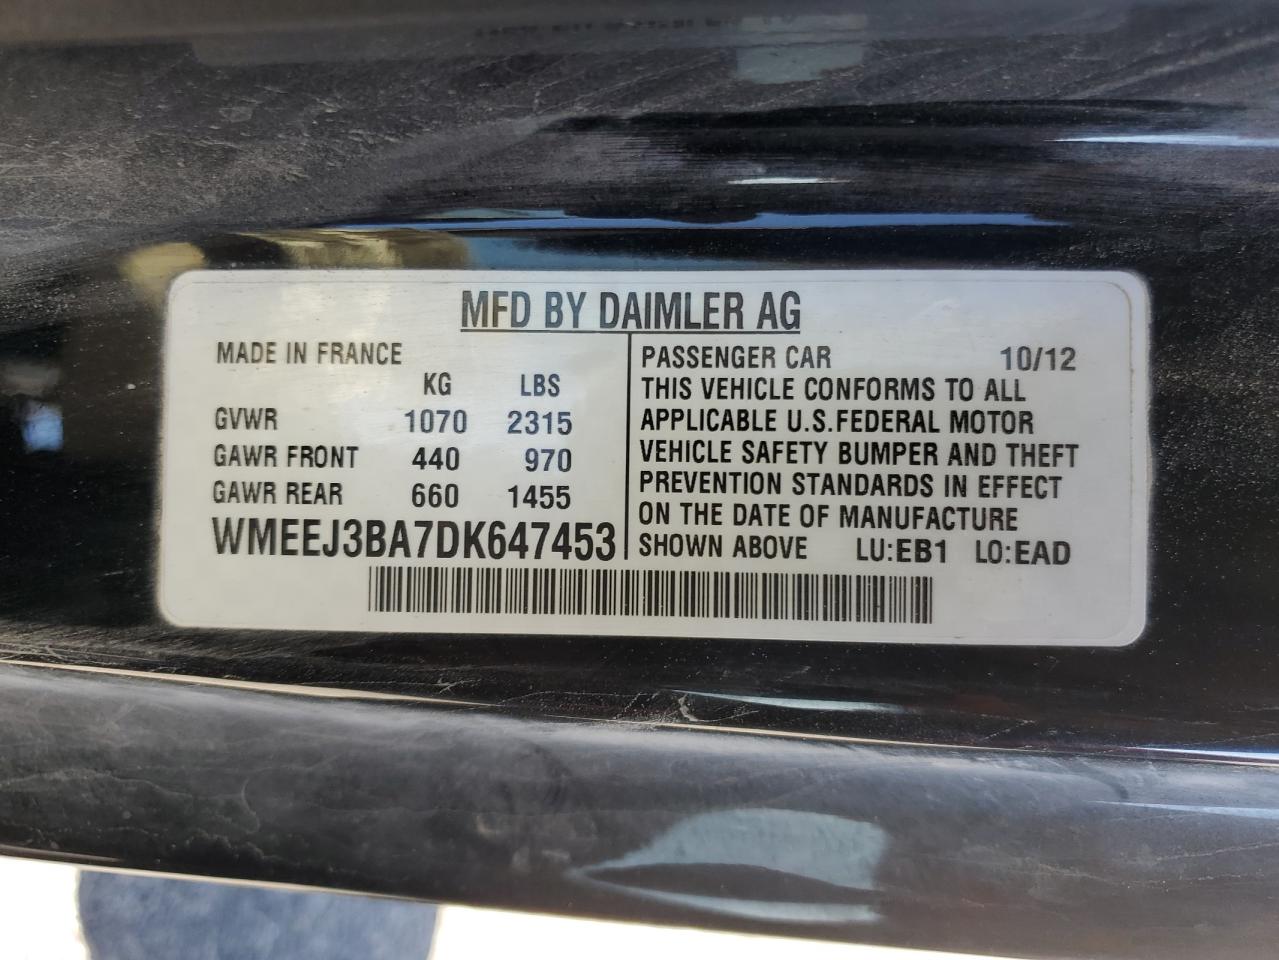 MFD BY DAIMLER AG
MADE IN FRANCE
KG LBS
GVWR 1070 2315
GAWR FRONT 440 970
GAWR REAR 660 1455
WMEEJ3BA7DK647453
PASSENGER CAR 10/12
THIS VEHICLE CONFORMS TO ALL
APPLICABLE U.S.FEDERAL MOTOR
VEHICLE SAFETY BUMPER AND THEFT
PREVENTION STANDARDS IN EFFECT
ON THE DATE OF MANUFACTURE
SHOWN ABOVE LU:EB1 LO:EAD